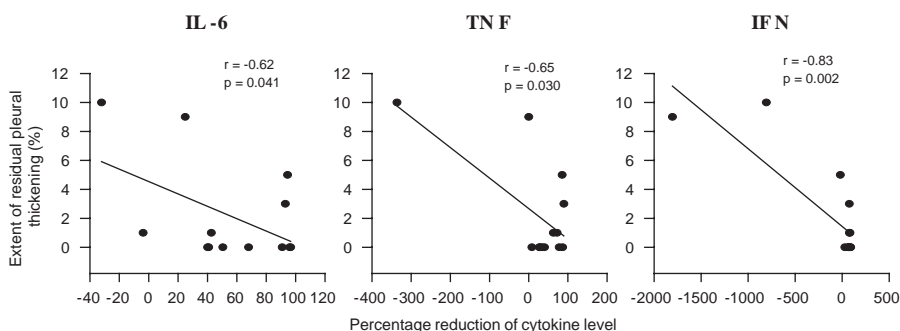 IL -6
TN F
IF N
r = -0.62
p = 0.041
r = -0.65
p = 0.030
r = -0.83
p = 0.002
Extent of residual pleural
thickening (%)
12
10
8
6
4
2
0
12
10
8
6
4
2
0
12
10
8
6
4
2
0
-40 -20 0 20 40 60 80 100 120
-400 -300 -200 -100 0 100 200
-2000 -1500 -1000 -500 0 500
Percentage reduction of cytokine level